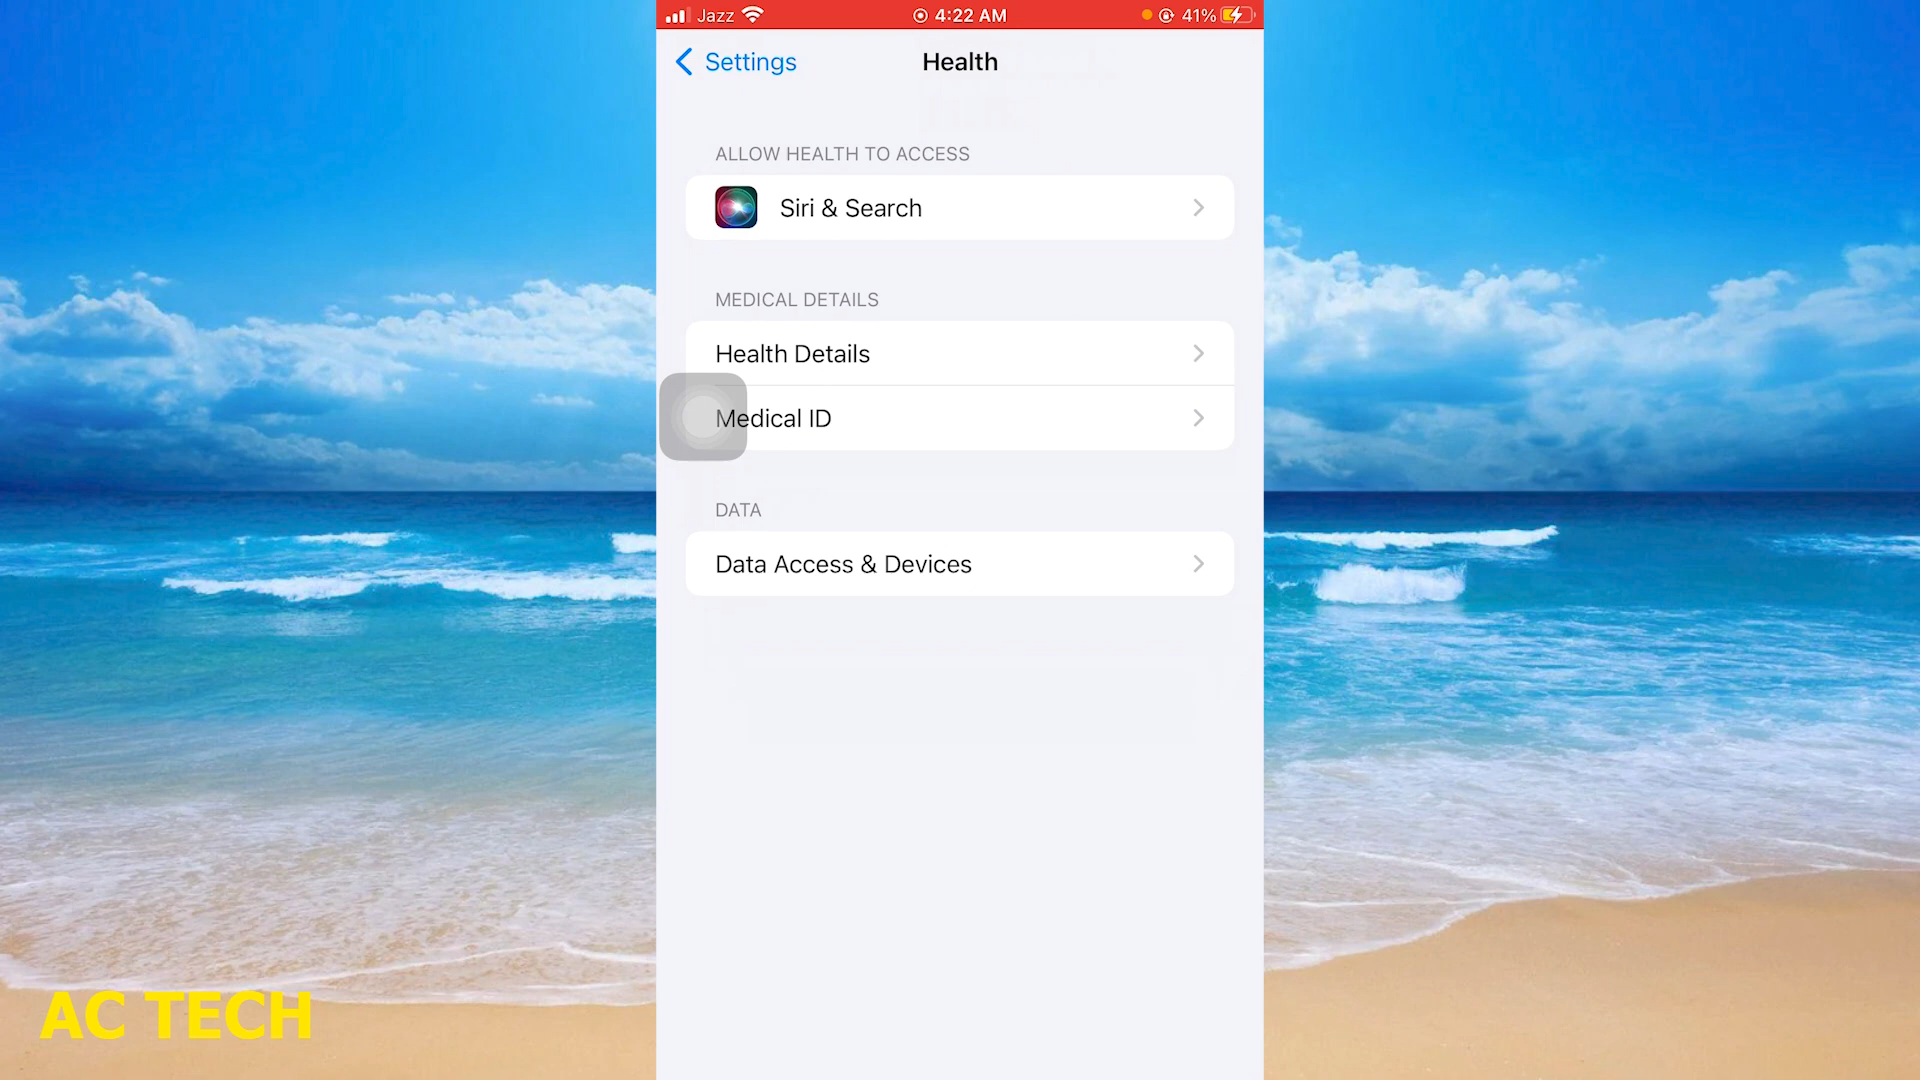 Jazz 4:22 AM 41%
Settings Health
ALLOW HEALTH TO ACCESS
Siri & Search
MEDICAL DETAILS
Health Details
Medical ID
DATA
Data Access & Devices
AC TECH